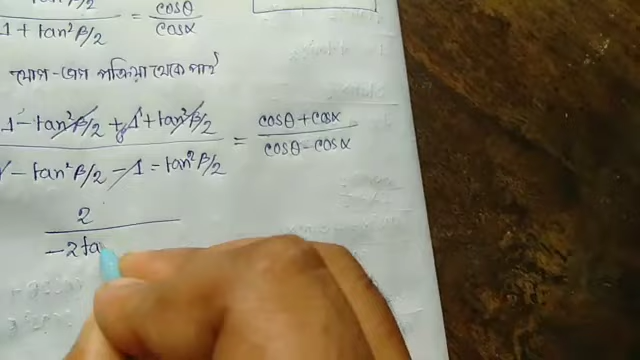 1 + tan²β/2 = cosθ/cosα
যোগ-ভাগ প্রক্রিয়া থেকে পাই
1 - tan²β/2 + 1 + tan²β/2 / - tan²β/2 - 1 - tan²β/2 = cosθ + cosα / cosθ - cosα
2 / -2ta